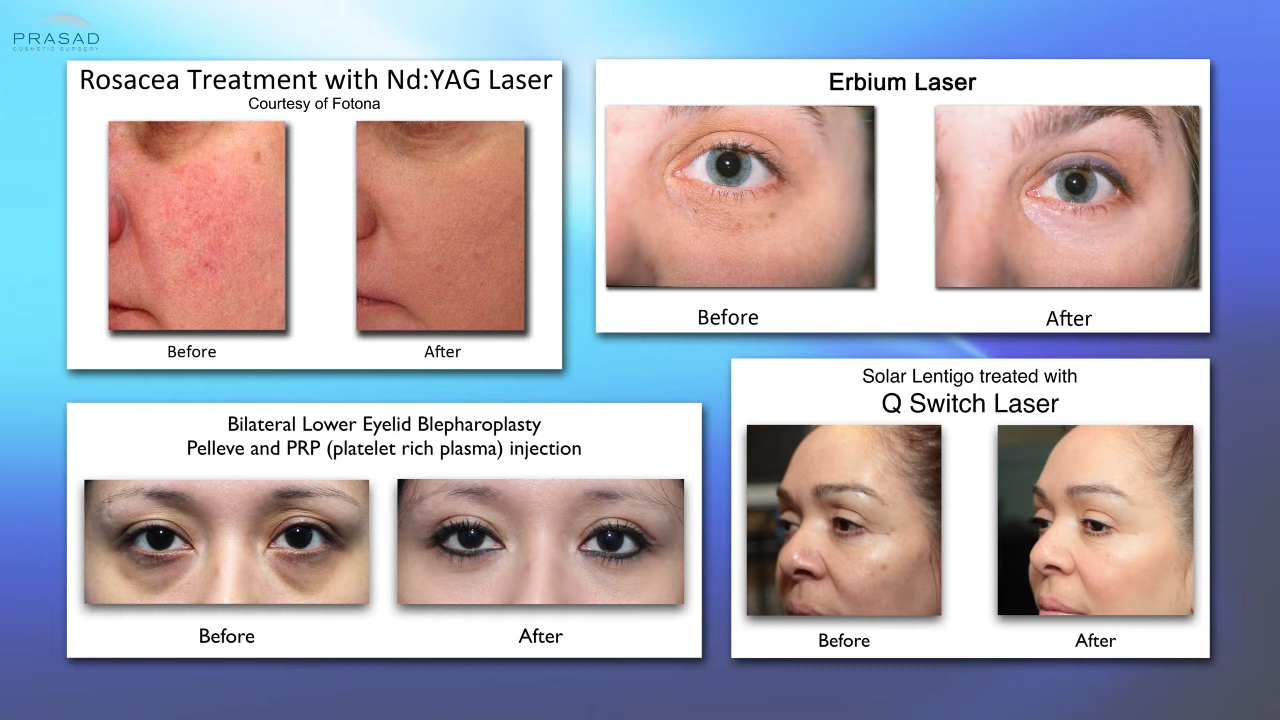 PRASAD
COSMETIC SURGERY
Rosacea Treatment with Nd:YAG Laser
Courtesy of Fotona
Before
After
Erbium Laser
Before
After
Bilateral Lower Eyelid Blepharoplasty
Pelleve and PRP (platelet rich plasma) injection
Before
After
Solar Lentigo treated with
Q Switch Laser
Before
After